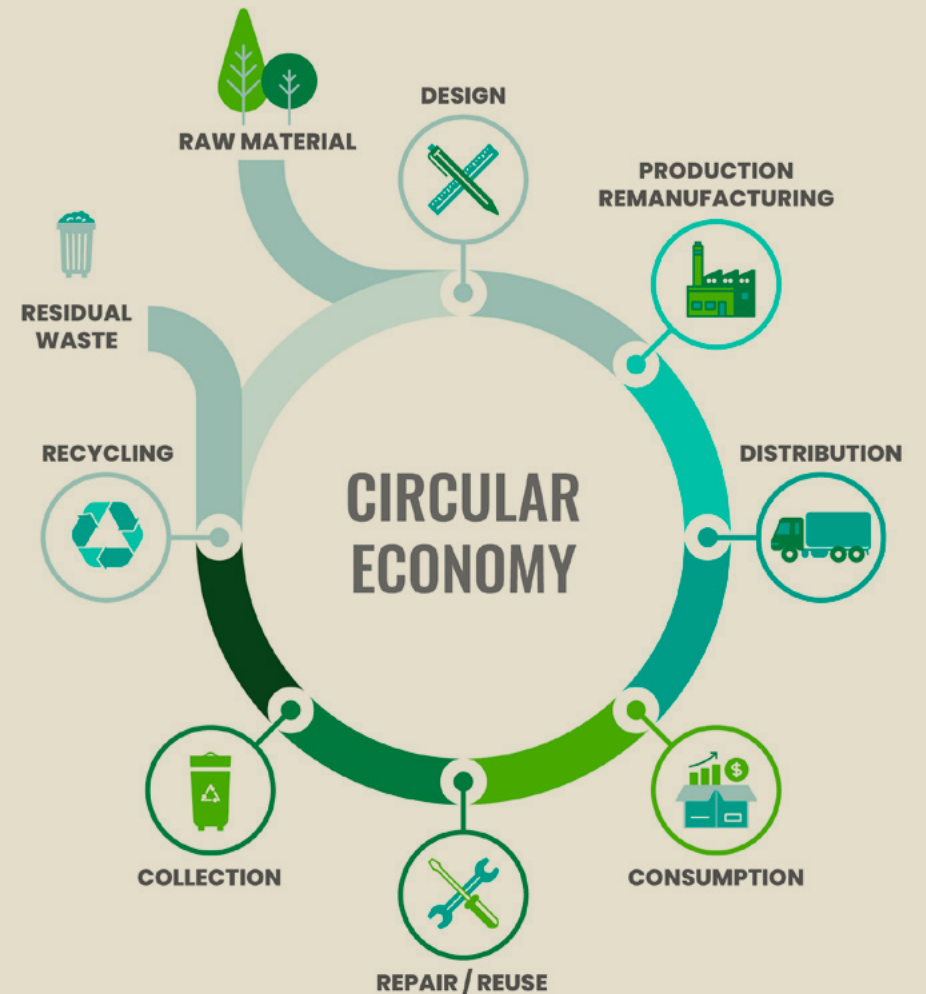 RAW MATERIAL
DESIGN
PRODUCTION
REMANUFACTURING
RESIDUAL
WASTE
RECYCLING
DISTRIBUTION
CIRCULAR
ECONOMY
COLLECTION
CONSUMPTION
REPAIR / REUSE
$